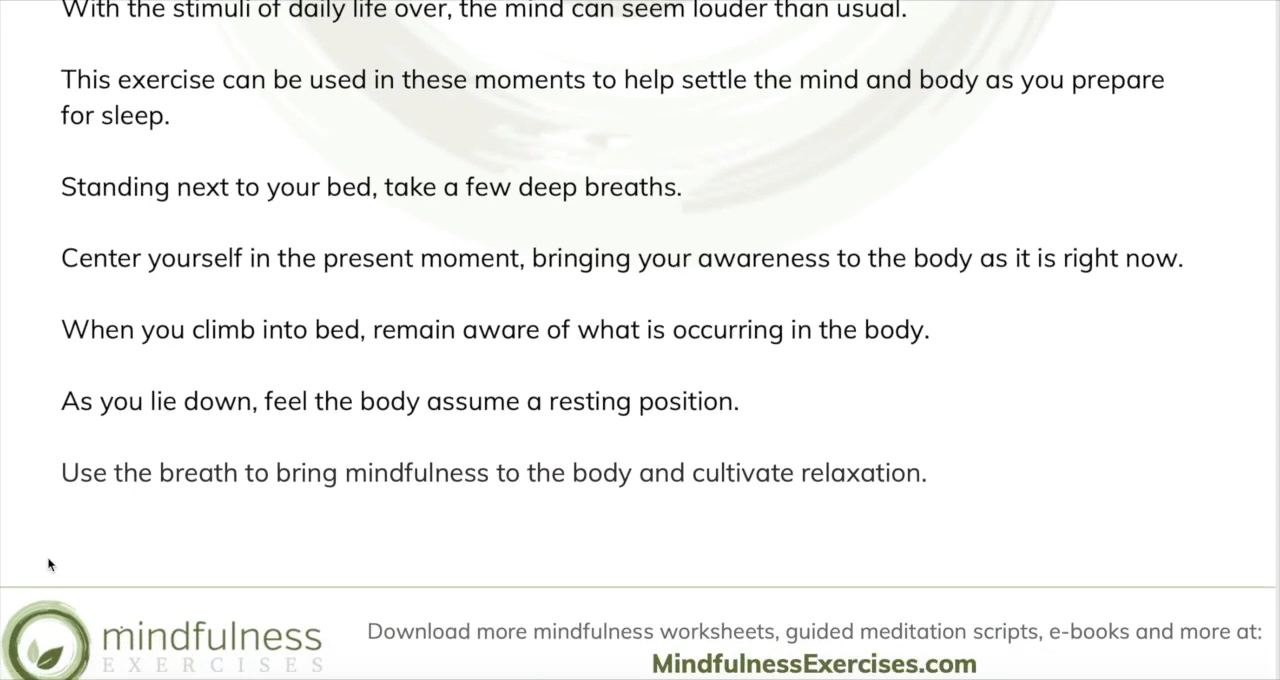 With the stimuli of daily life over, the mind can seem louder than usual.
This exercise can be used in these moments to help settle the mind and body as you prepare
for sleep.
Standing next to your bed, take a few deep breaths.
Center yourself in the present moment, bringing your awareness to the body as it is right now.
When you climb into bed, remain aware of what is occurring in the body.
As you lie down, feel the body assume a resting position.
Use the breath to bring mindfulness to the body and cultivate relaxation.
mindfulness
EXERCISES
Download more mindfulness worksheets, guided meditation scripts, e-books and more at:
MindfulnessExercises.com